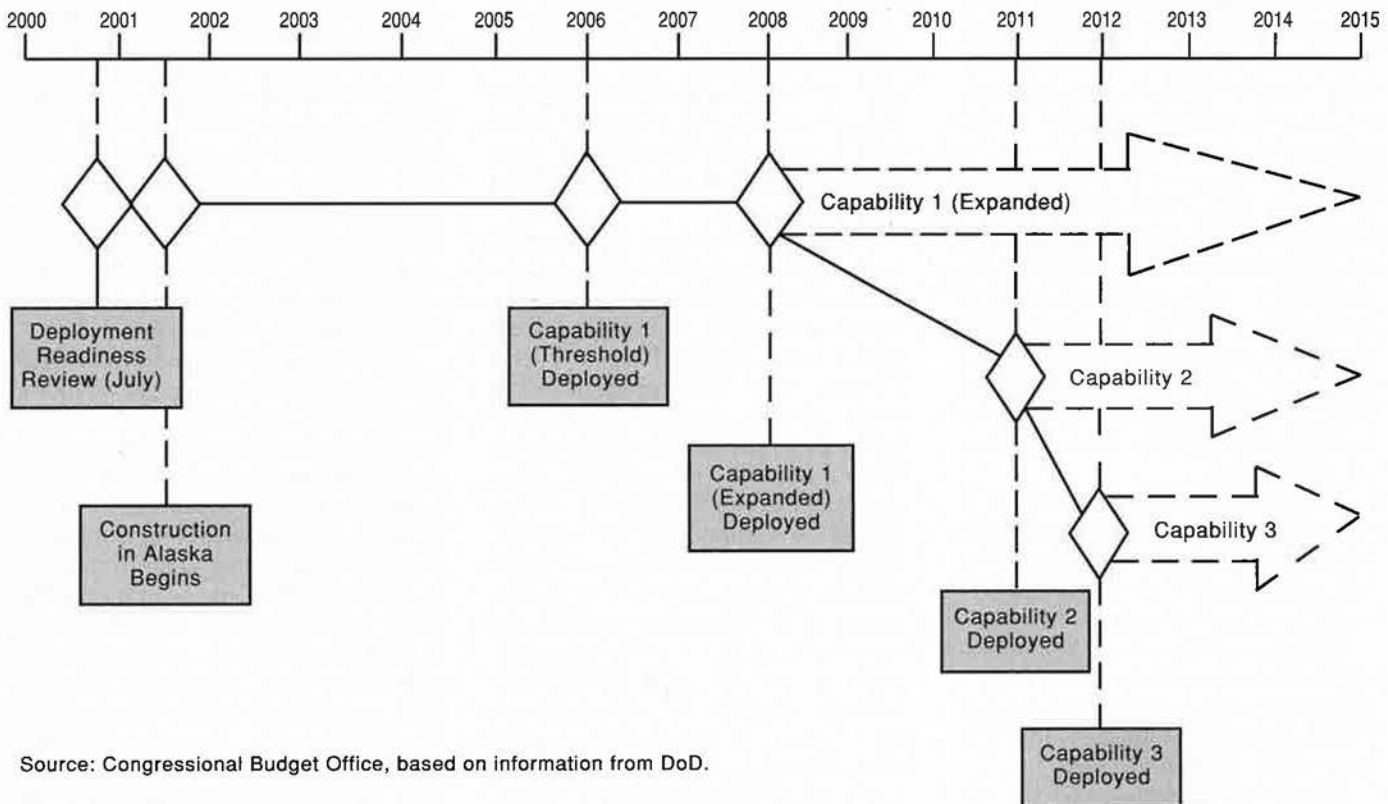 2000 2001 2002 2003 2004 2005 2006 2007 2008 2009 2010 2011 2012 2013 2014 2015
Capability 1 (Expanded)
Deployment
Readiness
Review (July)
Capability 1
(Threshold)
Deployed
Capability 2
Capability 1
(Expanded)
Deployed
Construction
in Alaska
Begins
Capability 3
Capability 2
Deployed
Capability 3
Deployed
Source: Congressional Budget Office, based on information from DoD.